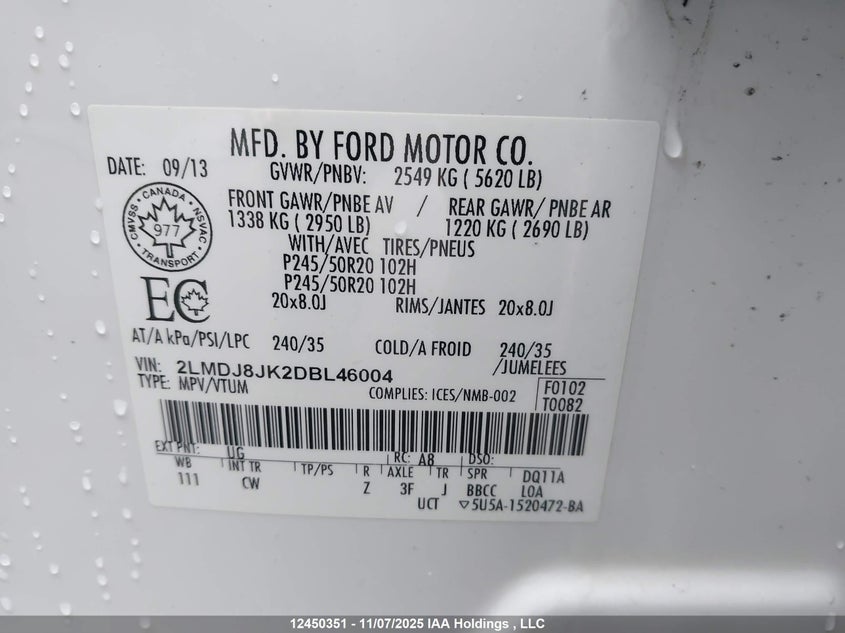 MFD. BY FORD MOTOR CO.
DATE: 09/13
GVWR/PNBV: 2549 KG ( 5620 LB)
FRONT GAWR/PNBE AV / REAR GAWR/ PNBE AR
1338 KG ( 2950 LB) 1220 KG ( 2690 LB)
WITH/AVEC TIRES/PNEUS
P245/50R20 102H
P245/50R20 102H
20x8.0J RIMS/JANTES 20x8.0J
CANADA
CMVSS NSVAC
977
TRANSPORT
EC
AT/A kPa/PSI/LPC 240/35 COLD/A FROID 240/35
/JUMELEES
VIN: 2LMDJ8JK2DBL46004
TYPE: MPV/VTUM
COMPLIES: ICES/NMB-002
F0102
T0082
EXT PNT: UG RC: A8 DSO:
WB INT TR TP/PS R AXLE TR SPR DQ11A
111 CW Z 3F J BBCC LOA
UCT ▽5U5A-1520472-BA
12450351 - 11/07/2025 IAA Holdings , LLC